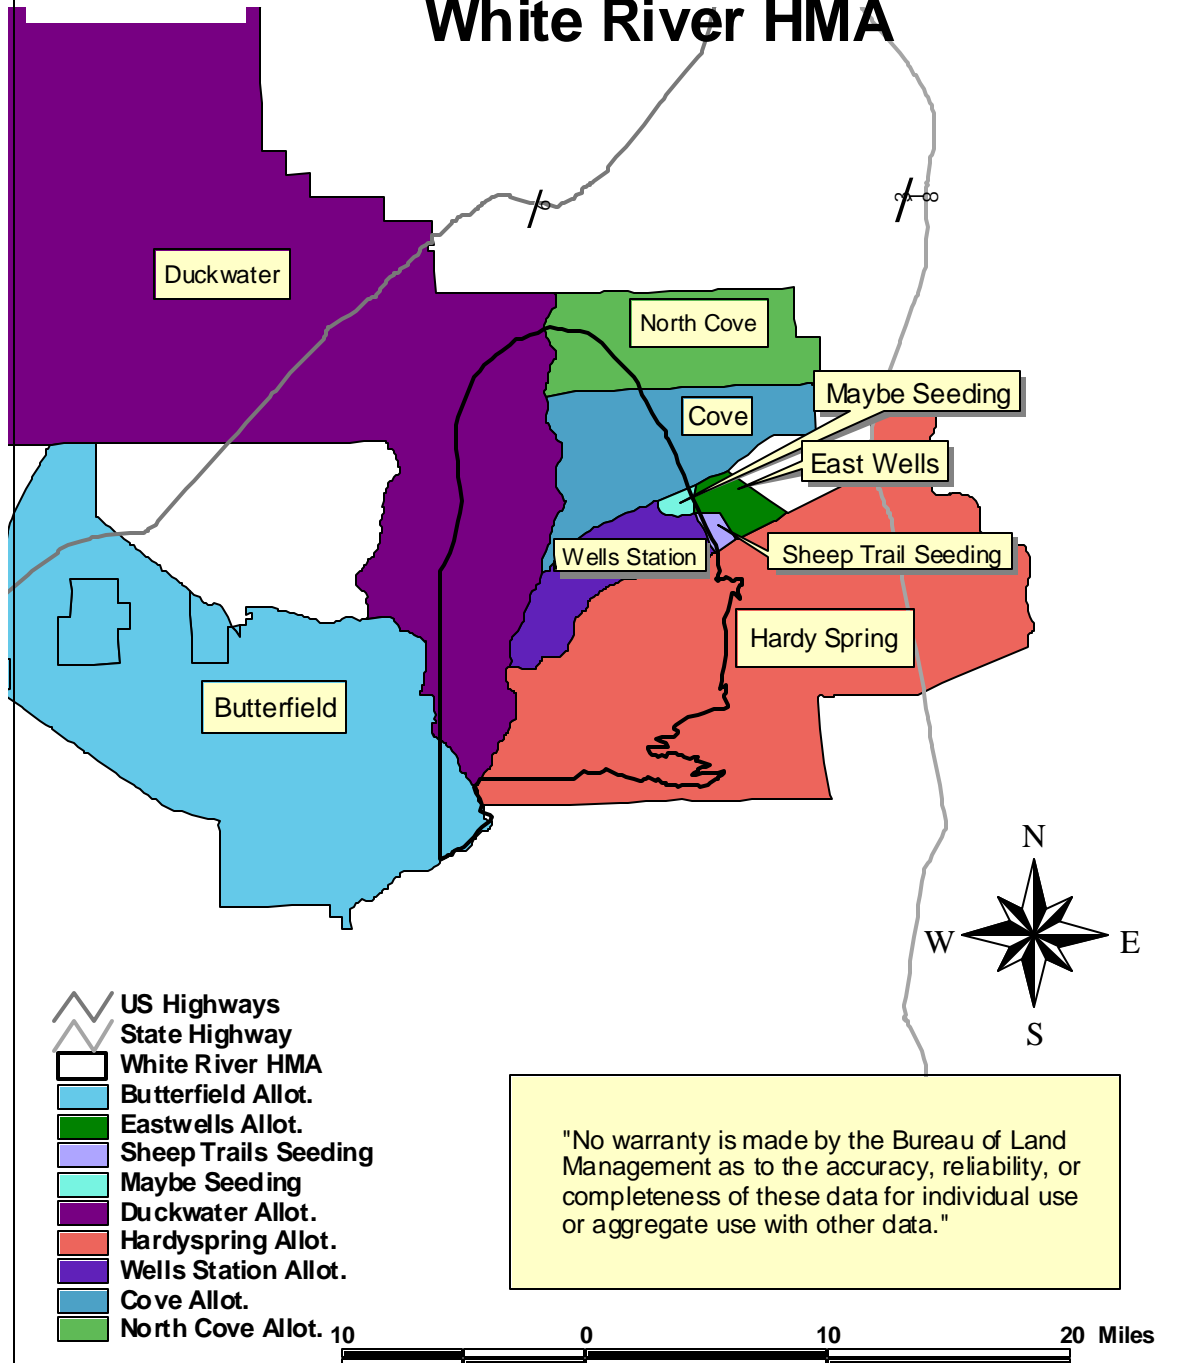 White River HMA
6
318
Duckwater
North Cove
Maybe Seeding
Cove
East Wells
Wells Station
Sheep Trail Seeding
Hardy Spring
Butterfield
N
W
E
S
US Highways
State Highway
White River HMA
Butterfield Allot.
Eastwells Allot.
Sheep Trails Seeding
Maybe Seeding
Duckwater Allot.
Hardyspring Allot.
Wells Station Allot.
Cove Allot.
North Cove Allot.
"No warranty is made by the Bureau of Land
Management as to the accuracy, reliability, or
completeness of these data for individual use
or aggregate use with other data."
10 0 10 20 Miles